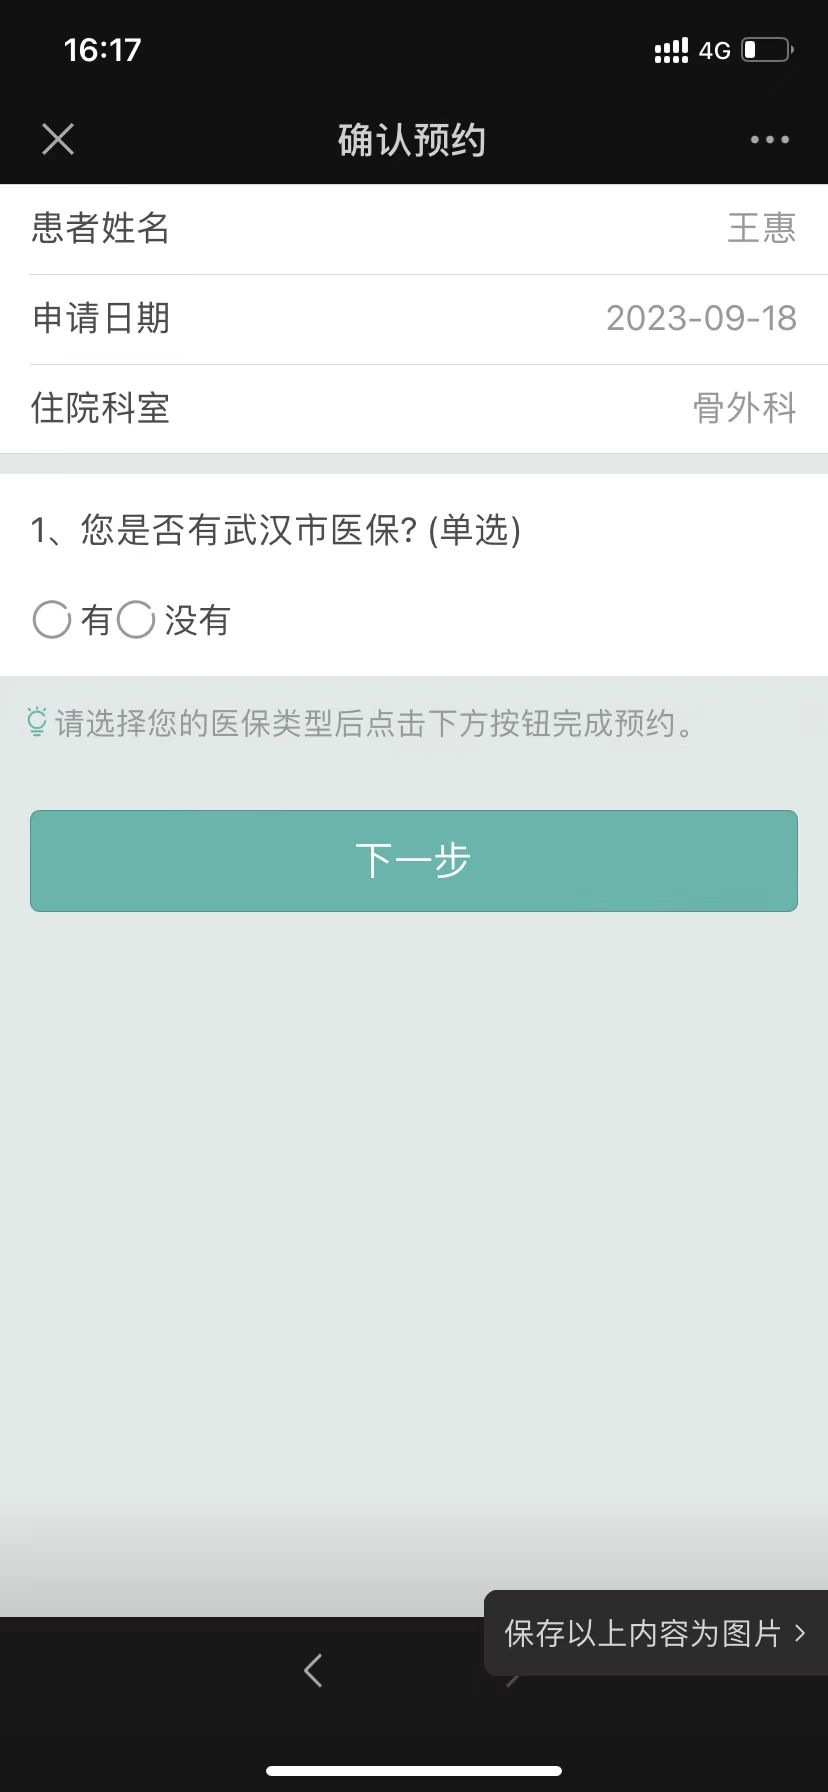 16:17 4G
确认预约
患者姓名 王惠
申请日期 2023-09-18
住院科室 骨外科
1、您是否有武汉市医保? (单选)
有 没有
请选择您的医保类型后点击下方按钮完成预约。
下一步
保存以上内容为图片